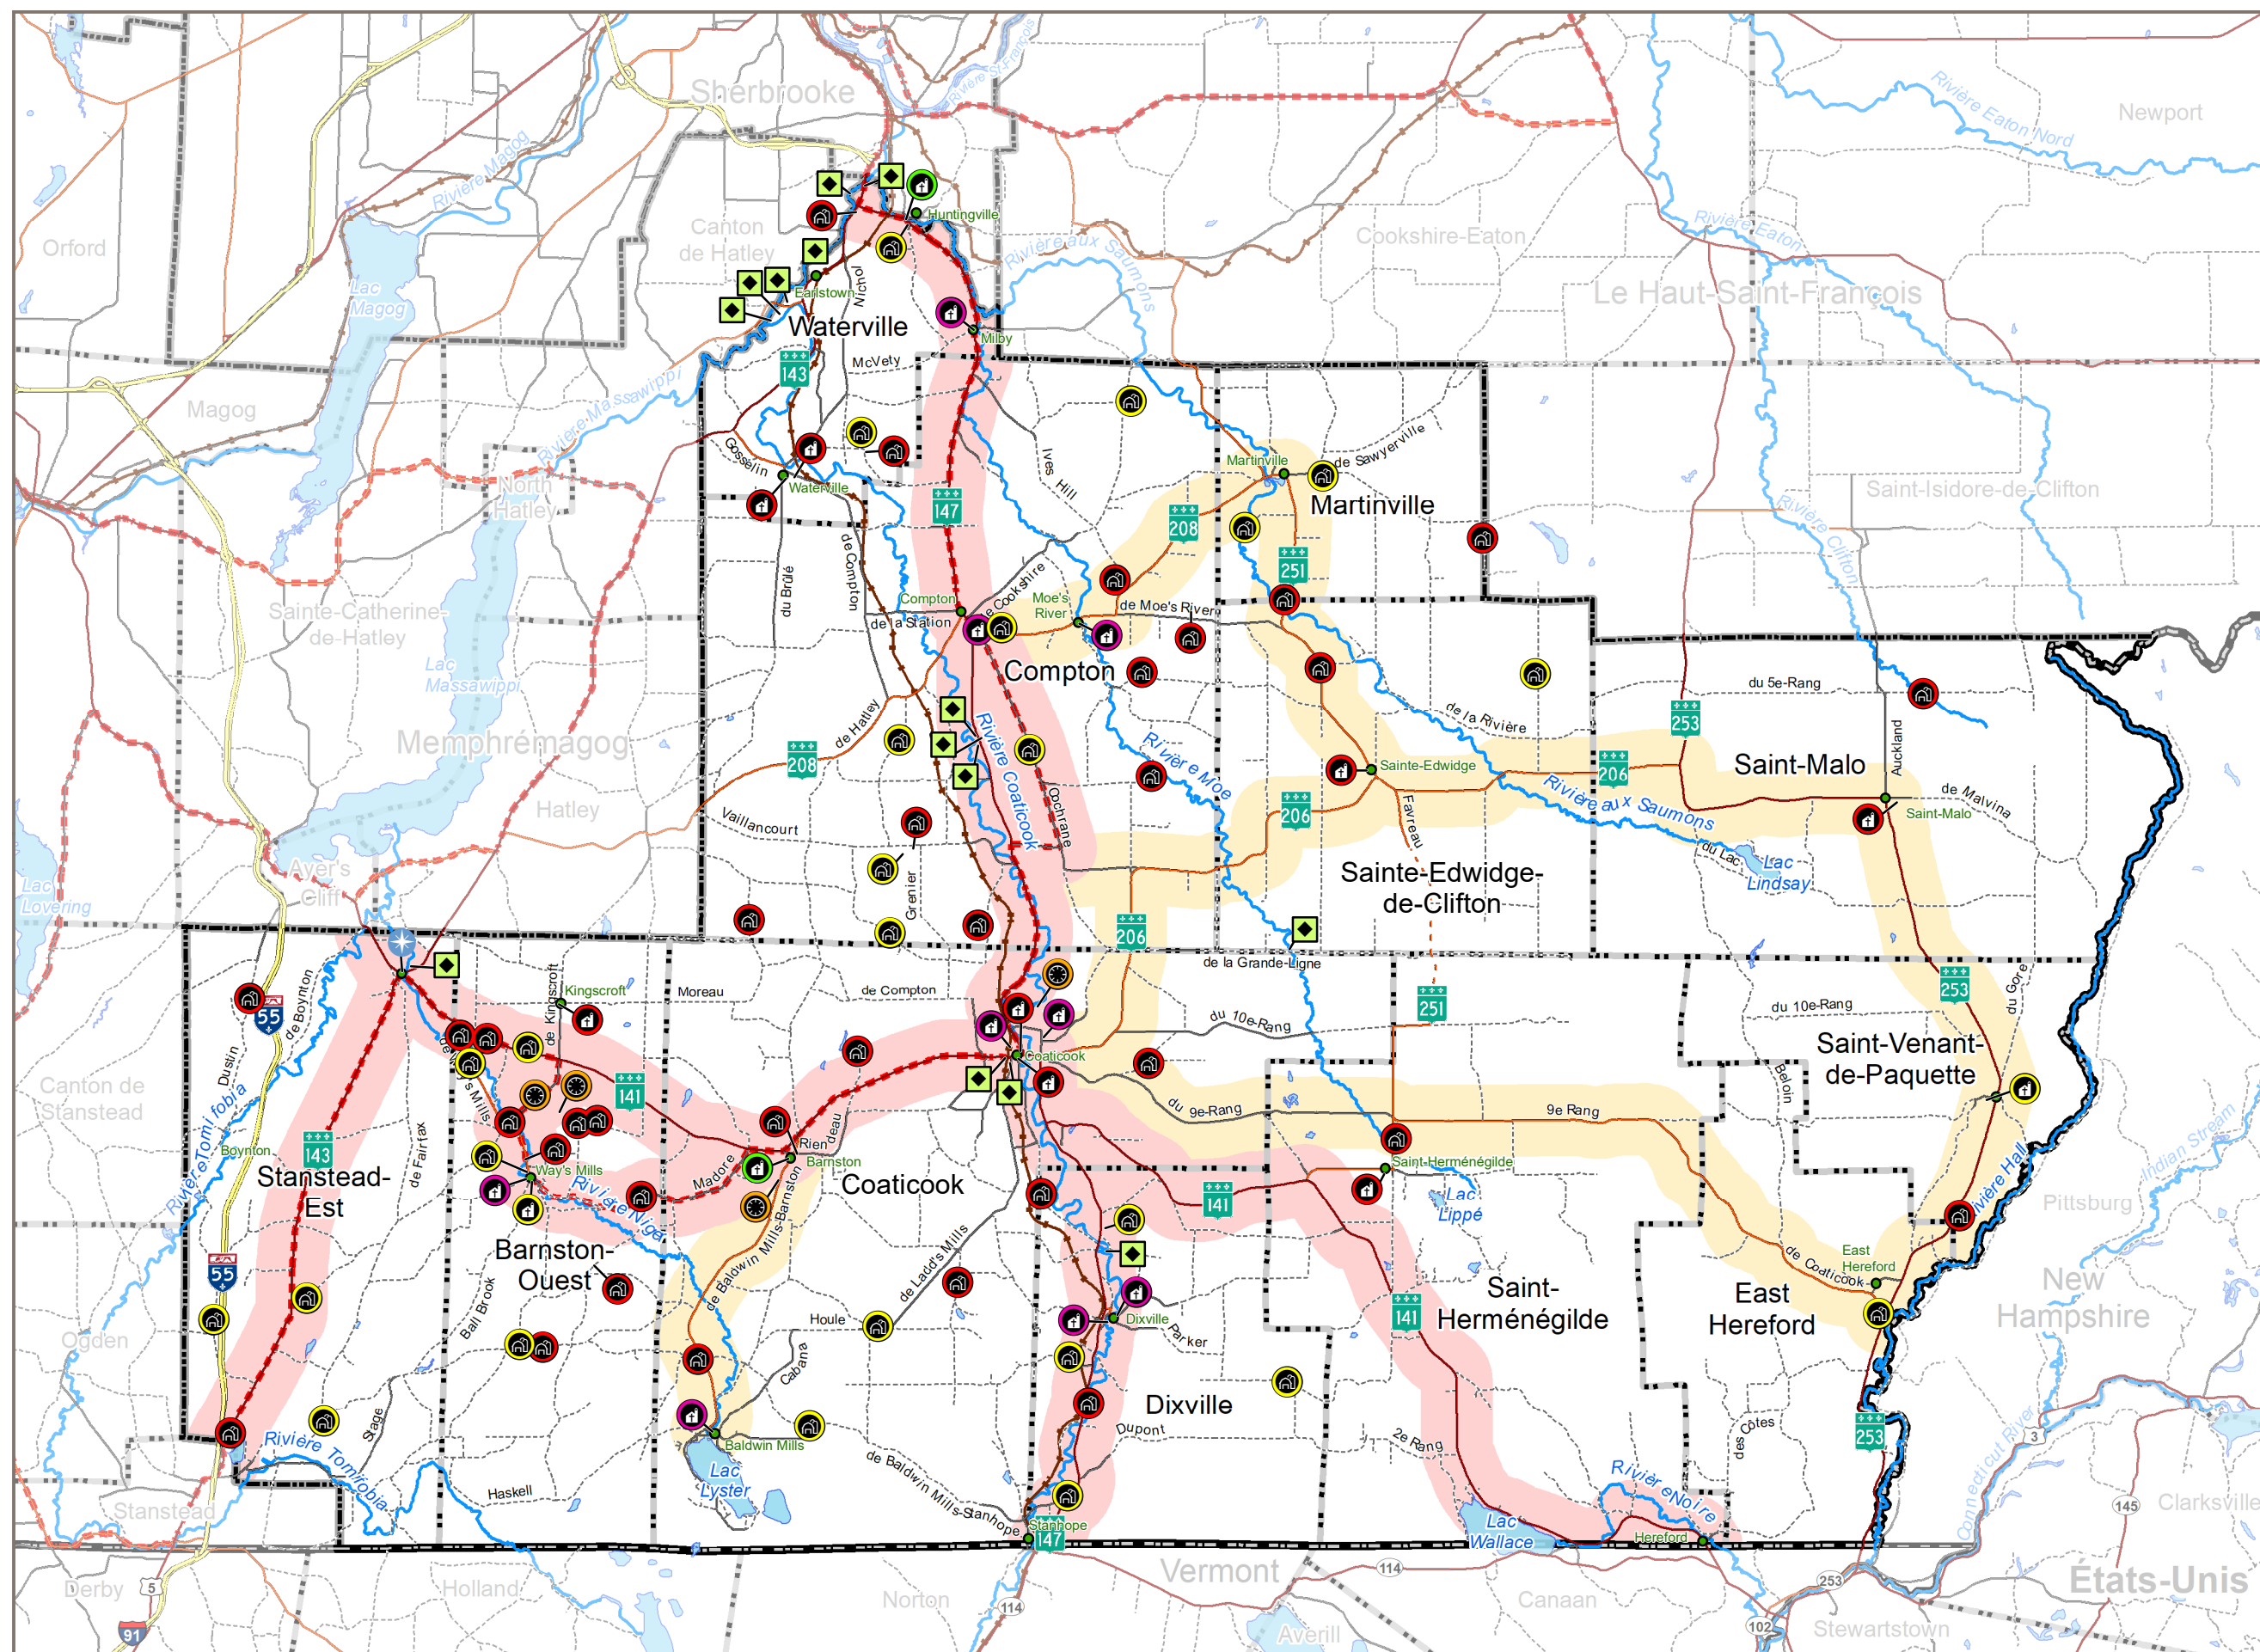 Sherbrooke
Rivière St-François
Rivière Eaton Nord
Newport
Rivière Magog
Orford
Canton
de Hatley
Huntingville
Rivière aux Saumons
Rivière Eaton
Cookshire-Eaton
Lac
Magog
Earlstown
Nichol
Le Haut-Saint-François
Waterville
Milby
McVety
143
Magog
Rivière Massawippi
Rivière Clifton
Gosselin
Ives
Hill
Martinville
de Sawyerville
Waterville
North
Hatley
Martinville
Saint-Isidore-de-Clifton
147
208
251
de Compton
du Brûlé
Sainte-Catherine-
de-Hatley
Compton
de Cookshire
Moe's
River
de Moe's River
de la Station
Compton
Lac
Massawippi
du 5e-Rang
de la Rivière
253
Auckland
Memphrémagog
de Hatley
208
Rivière Coaticook
Rivière Moe
Sainte-Edwidge
206
Saint-Malo
Rivière aux Saumons
de Malvina
Saint-Malo
Hatley
Cochrane
206
Favreau
Vaillancourt
du Lac
Lac
Lindsay
Ayer's
Cliff
Lac
Lovering
Grenier
Sainte-Edwidge-
de-Clifton
206
de la Grande-Ligne
Kingscroft
de Kingscroft
Moreau
de Compton
251
253
du Gore
du 10e-Rang
du 10e-Rang
55
de Boynton
Dustin
Coaticook
Saint-Venant-
de-Paquette
Beloin
Canton de
Stanstead
de Way's Mills
141
du 9e-Rang
9e Rang
Rivière Tomifobia
Boynton
143
de Fairfax
Riendeau
Barnston
Madore
Way's Mills
Rivière Niger
Coaticook
Saint-Herménégilde
Lac
Lippé
141
Rivière Hall
Indian Stream
Pittsburg
Stanstead-
Est
Barnston-
Ouest
de Baldwin Mills-Barnston
de Ladd's Mills
55
East
Hereford
de Coaticook
Saint-
Herménégilde
East
Hereford
New
Hampshire
141
Ball Brook
Houle
Dixville
Parker
Ogden
Cabana
Dixville
Dupont
Stage
Rivière Tomifobia
Baldwin Mills
Lac
Lyster
de Baldwin Mills-Stanhope
2e Rang
des Côtes
253
Connecticut River
3
Haskell
Stanstead
Stanhope
147
Rivière Noire
Lac
Wallace
Hereford
145
Clarksville
Derby
5
Holland
Vermont
114
253
États-Unis
Norton
114
Canaan
91
Averill
102
Stewartstown